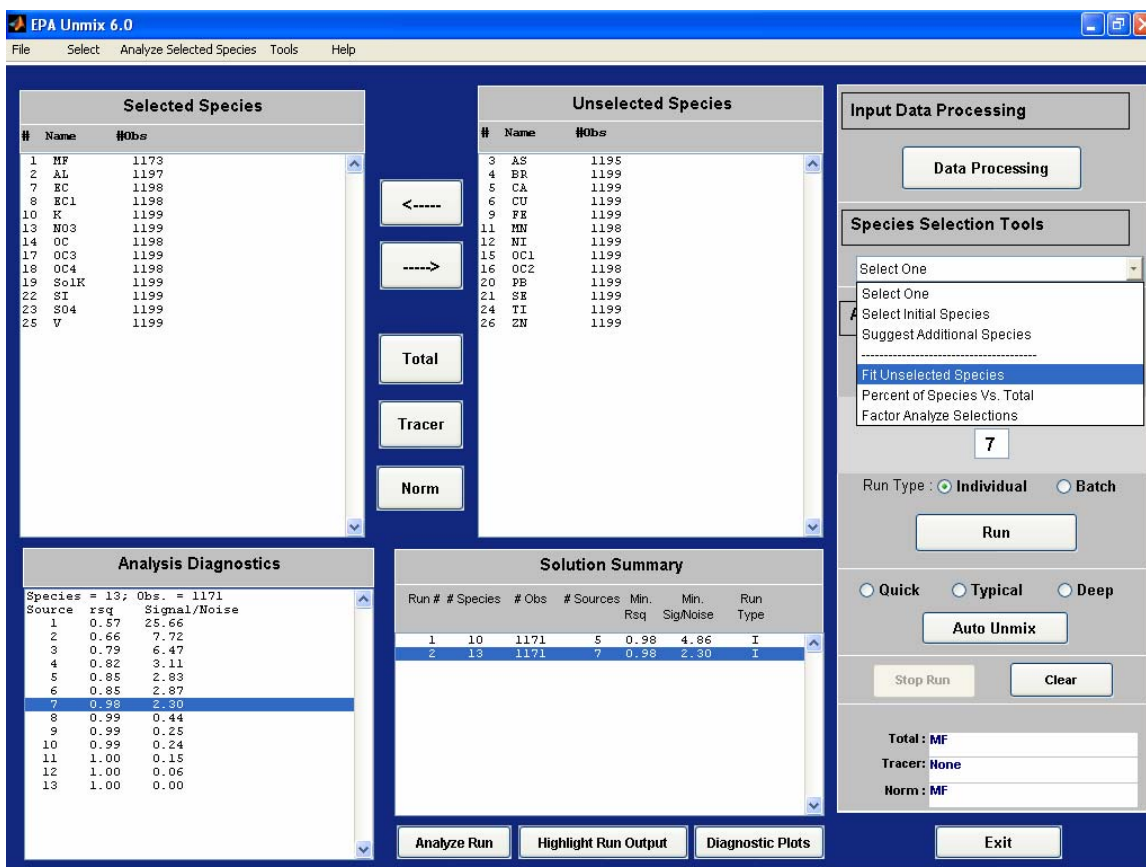 EPA Unmix 6.0
File Select Analyze Selected Species Tools Help
Selected Species
# Name #Obs
1 MF 1173
2 AL 1197
7 EC 1198
8 EC1 1198
10 K 1199
13 NO3 1199
14 OC 1198
17 OC3 1199
18 OC4 1198
19 SolK 1199
22 SI 1199
23 SO4 1199
25 V 1199
<-----
----->
Total
Tracer
Norm
Unselected Species
# Name #Obs
3 AS 1195
4 BR 1199
5 CA 1199
6 CU 1199
9 FE 1199
11 MN 1198
12 NI 1199
15 OC1 1199
16 OC2 1198
20 PB 1199
21 SE 1199
24 TI 1199
26 ZN 1199
Input Data Processing
Data Processing
Species Selection Tools
Select One
Select One
Select Initial Species
Suggest Additional Species
---------------------------------------
Fit Unselected Species
Percent of Species Vs. Total
Factor Analyze Selections
7
Run Type : Individual Batch
Run
Quick Typical Deep
Auto Unmix
Stop Run Clear
Total : MF
Tracer: None
Norm : MF
Analysis Diagnostics
Species = 13; Obs. = 1171
Source rsq Signal/Noise
1 0.57 25.66
2 0.66 7.72
3 0.79 6.47
4 0.82 3.11
5 0.85 2.83
6 0.85 2.87
7 0.98 2.30
8 0.99 0.44
9 0.99 0.25
10 0.99 0.24
11 1.00 0.15
12 1.00 0.06
13 1.00 0.00
Solution Summary
Run # # Species # Obs # Sources Min. Min. Run
Rsq Sig/Noise Type
1 10 1171 5 0.98 4.86 I
2 13 1171 7 0.98 2.30 I
Analyze Run Highlight Run Output Diagnostic Plots
Exit